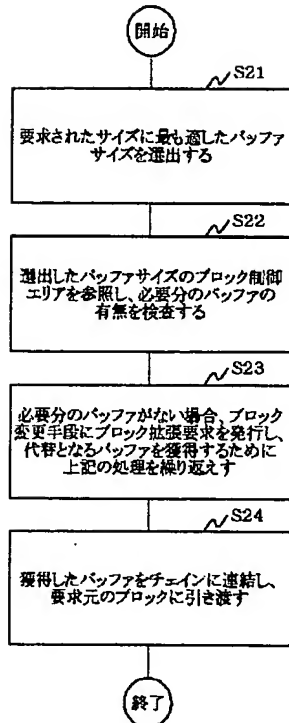 開始
S21
要求されたサイズに最も適したバッファ
サイズを選出する
S22
選出したバッファサイズのブロック制御
エリアを参照し、必要分のバッファの
有無を検査する
S23
必要分のバッファがない場合、ブロック
変更手段にブロック拡張要求を発行し、
代替となるバッファを獲得するために
上記の処理を繰り返えす
S24
獲得したバッファをチェインに連結し、
要求元のブロックに引き渡す
終了